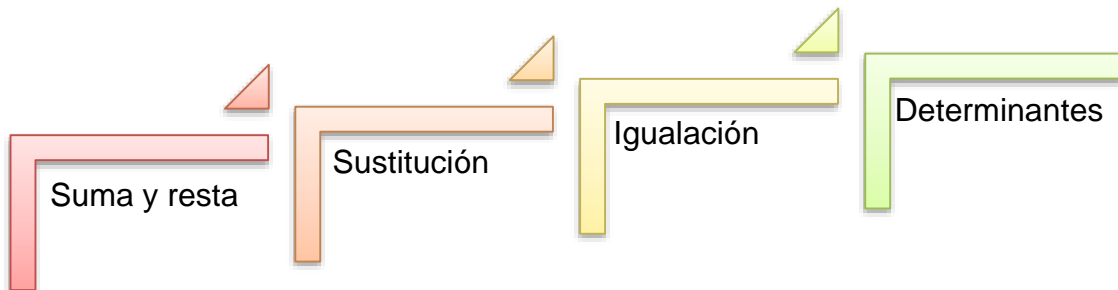 Suma y resta
Sustitución
Igualación
Determinantes